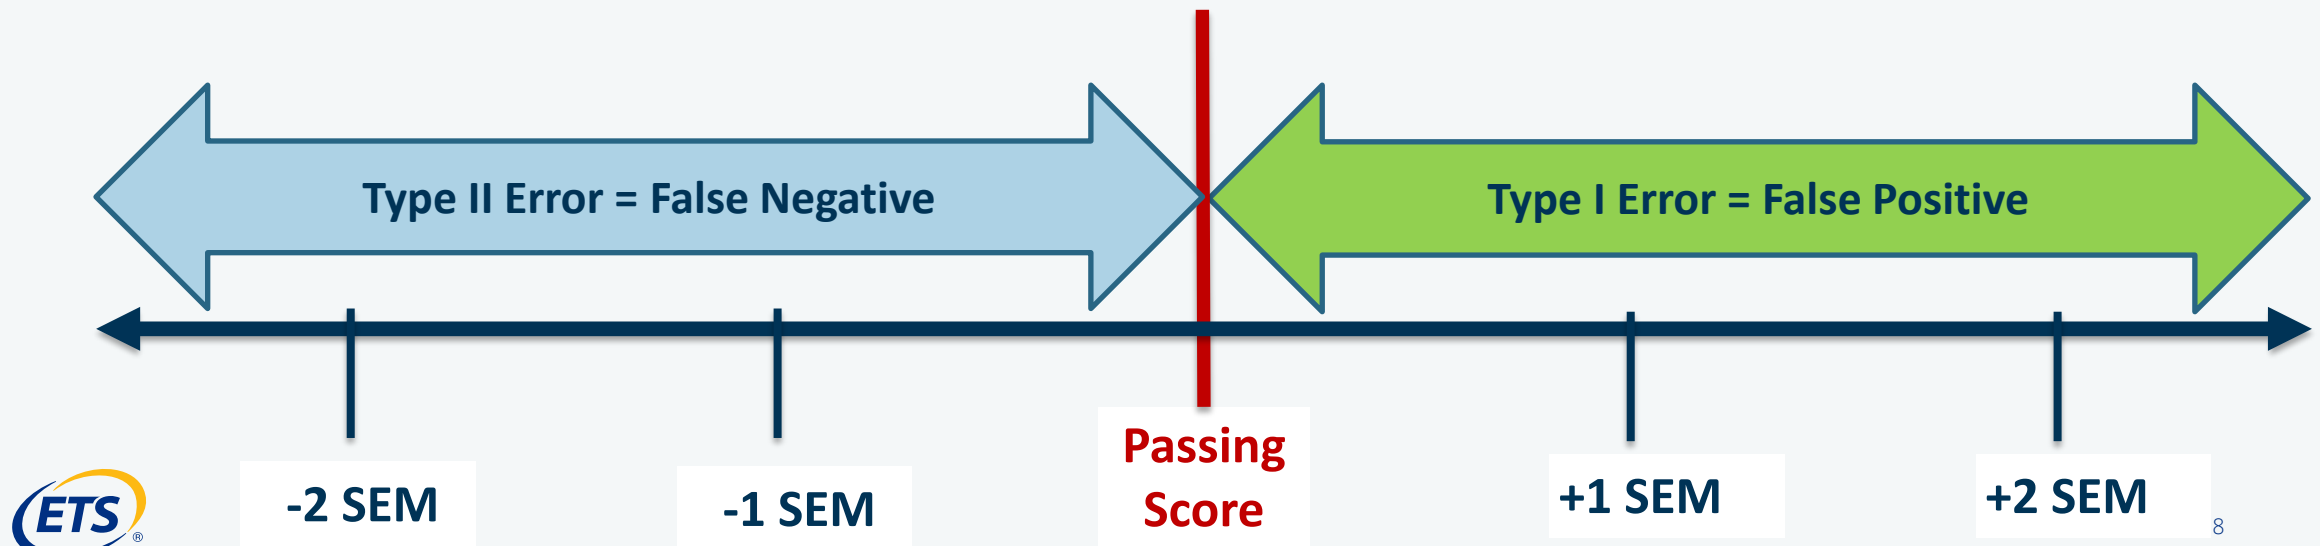 Type II Error = False Negative
Type I Error = False Positive
Passing
Score
-2 SEM
-1 SEM
+1 SEM
+2 SEM
ETS
®
8